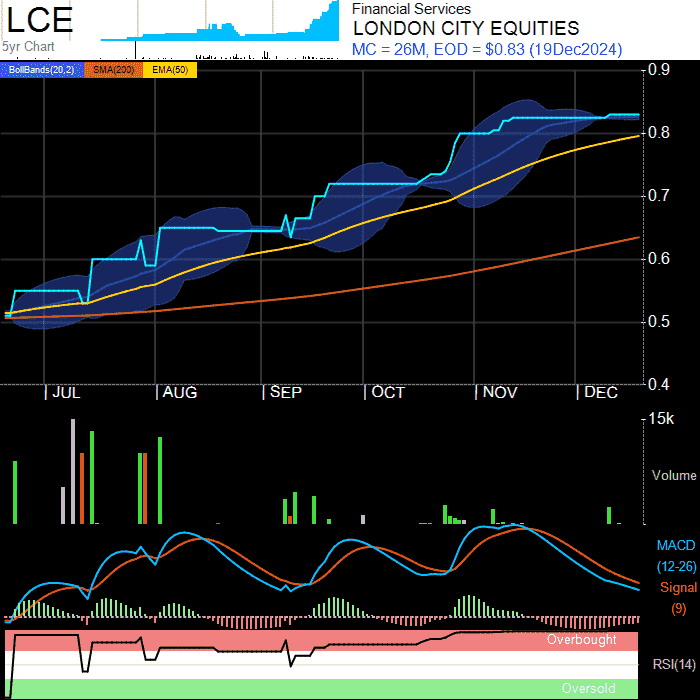 LCE
5yr Chart
Financial Services
LONDON CITY EQUITIES
MC = 26M, EOD = $0.83 (19Dec2024)
BollBands(20,2) SMA(200) EMA(50)
0.9
0.8
0.7
0.6
0.5
0.4
JUL AUG SEP OCT NOV DEC
15k
Volume
MACD
(12-26)
Signal
(9)
Overbought
RSI(14)
Oversold